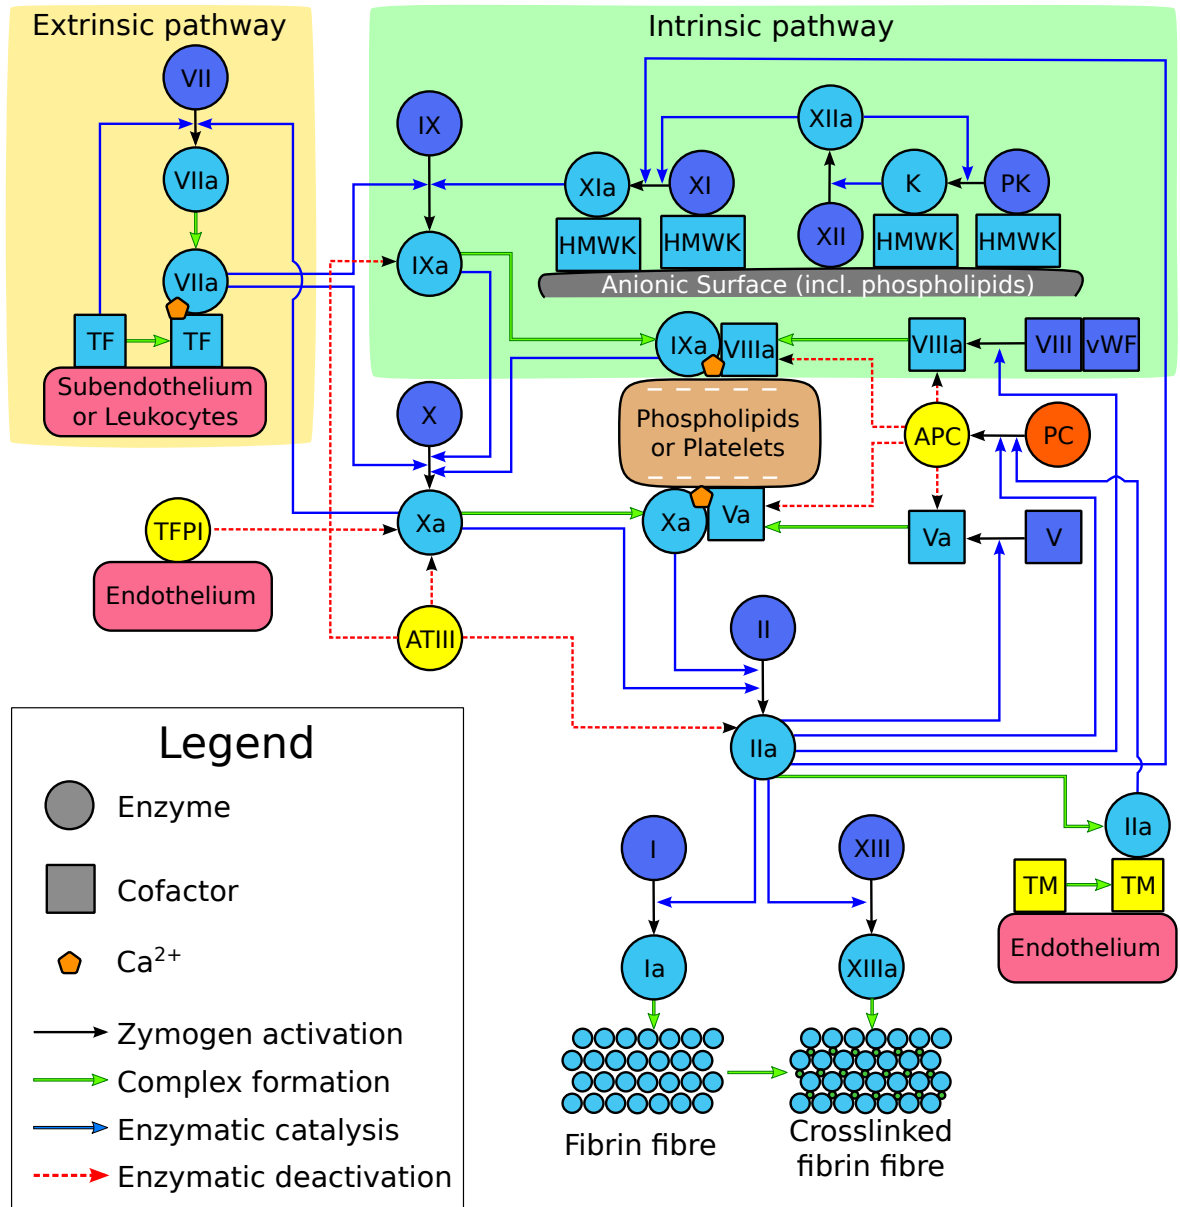 Extrinsic pathway
Intrinsic pathway
VII
IX
XIIa
VIIa
XIa
XI
K
PK
XII
HMWK
HMWK
HMWK
HMWK
Anionic Surface (incl. phospholipids)
VIIa
IXa
TF
TF
Subendothelium
or Leukocytes
IXa
VIIIa
VIIIa
VIII
vWF
X
Phospholipids
or Platelets
APC
PC
TFPI
Endothelium
Xa
Xa
Va
Va
V
ATIII
II
IIa
Legend
Enzyme
Cofactor
Ca²⁺
Zymogen activation
Complex formation
Enzymatic catalysis
Enzymatic deactivation
I
XIII
IIa
TM
TM
Endothelium
Ia
XIIIa
Fibrin fibre
Crosslinked
fibrin fibre